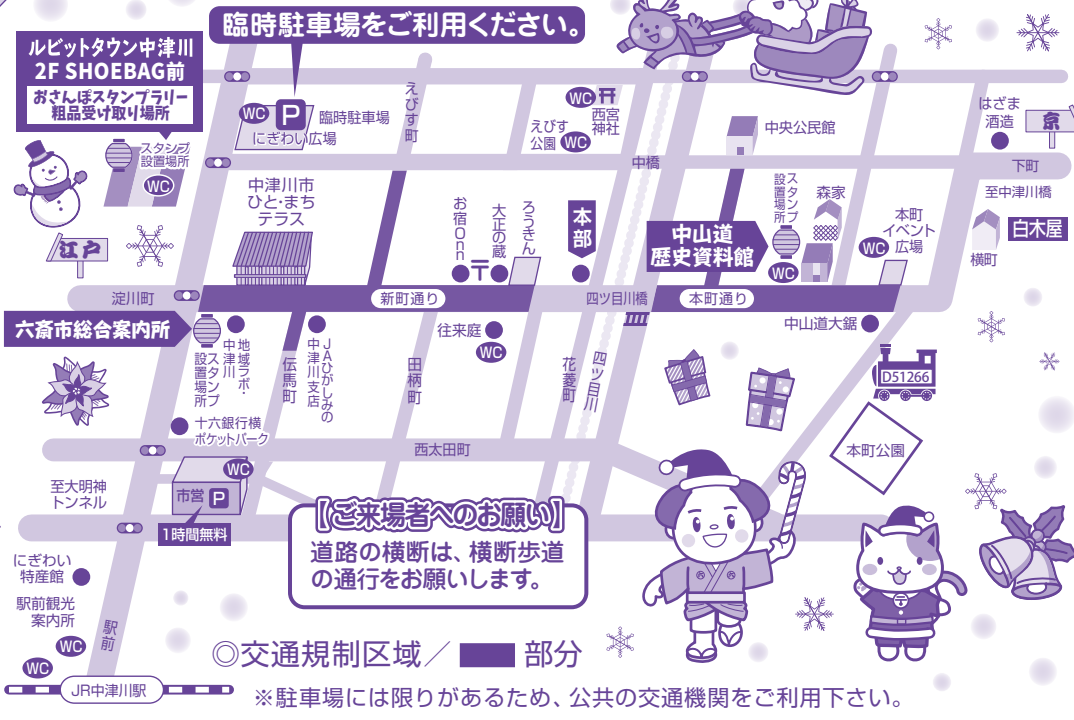 臨時駐車場をご利用ください。
ルビットタウン中津川
2F SHOEBAG前
おさんぽスタンプラリー
粗品受け取り場所
スタンプ
設置場所
WC
WC
P
臨時駐車場
にぎわい広場
えびす町
WC
西宮
神社
えびす
公園
WC
中央公民館
はざま
酒造
京
中橋
下町
至中津川橋
中津川市
ひと・まち
テラス
お宿Onn
〒
大正の蔵
ろうきん
本部
中山道
歴史資料館
スタンプ
設置場所
WC
森家
本町
イベント
広場
WC
横町
白木屋
江戸
淀川町
新町通り
四ツ目川橋
本町通り
六斎市総合案内所
スタンプ
設置場所
地域ラボ・
中津川
伝馬町
JAひがしみの
中津川支店
往来庭
WC
田柄町
花菱町
四ツ目川
中山道大鋸
D51266
本町公園
十六銀行横
ポケットパーク
西太田町
至大明神
トンネル
WC
市営 P
1時間無料
【ご来場者へのお願い】
道路の横断は、横断歩道
の通行をお願いします。
にぎわい
特産館
駅前観光
案内所
WC
WC
駅前
JR中津川駅
◎交通規制区域／ 部分
※駐車場には限りがあるため、公共の交通機関をご利用下さい。